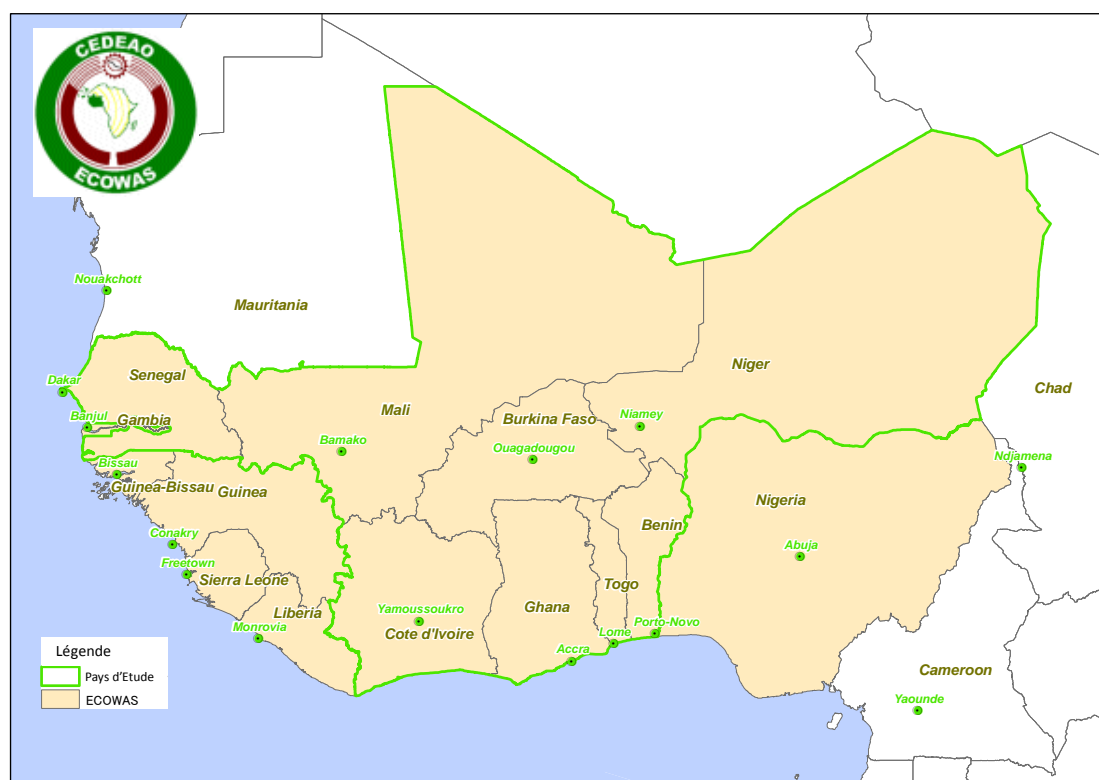 CEDEAO
ECOWAS
Nouakchott
Mauritania
Dakar
Senegal
Banjul
Gambia
Mali
Bamako
Burkina Faso
Ouagadougou
Niamey
Niger
Chad
Ndjamena
Bissau
Guinea-Bissau
Guinea
Nigeria
Abuja
Benin
Conakry
Freetown
Sierra Leone
Liberia
Monrovia
Yamoussoukro
Cote d'Ivoire
Ghana
Togo
Accra
Lome
Porto-Novo
Cameroon
Yaounde
Légende
Pays d'Etude
ECOWAS